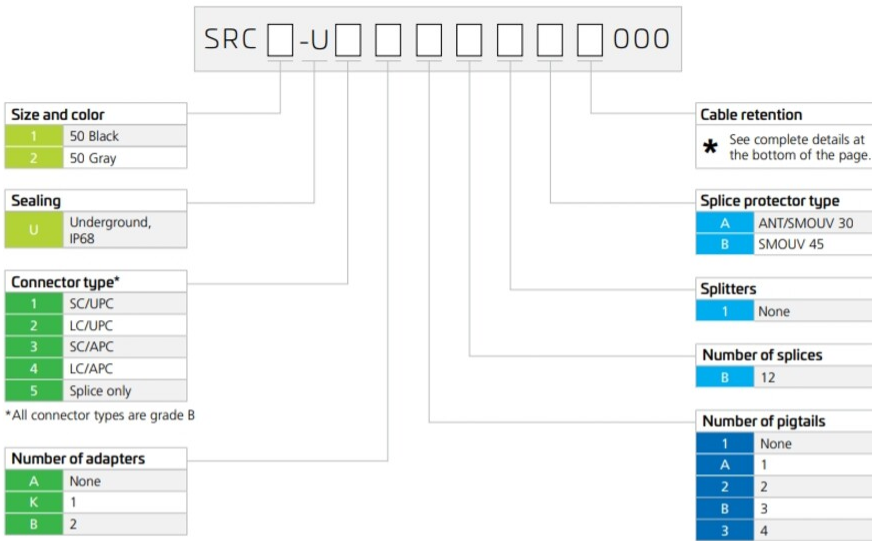 SRC -U 000
Size and color
1 50 Black
2 50 Gray
Sealing
U Underground,
IP68
Connector type*
1 SC/UPC
2 LC/UPC
3 SC/APC
4 LC/APC
5 Splice only
*All connector types are grade B
Number of adapters
A None
K 1
B 2
Cable retention
* See complete details at
the bottom of the page.
Splice protector type
A ANT/SMOUV 30
B SMOUV 45
Splitters
1 None
Number of splices
B 12
Number of pigtails
1 None
A 1
2 2
B 3
3 4